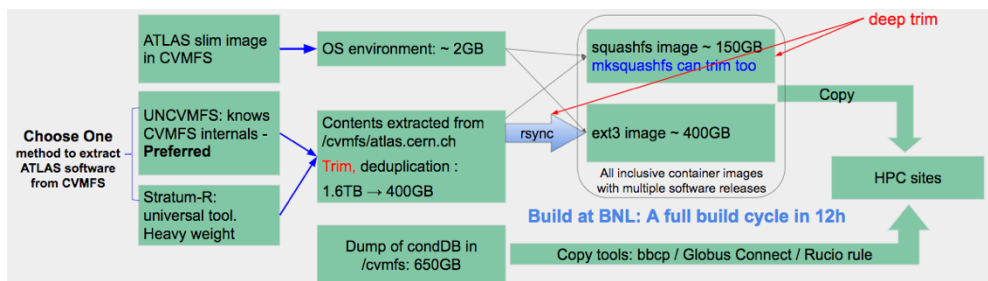 ATLAS slim image
in CVMFS
OS environment: ~ 2GB
squashfs image ~ 150GB
mksquashfs can trim too
deep trim
Choose One
method to extract
ATLAS software
from CVMFS
UNCVMFS: knows
CVMFS internals -
Preferred
Stratum-R:
universal tool.
Heavy weight
Contents extracted from
/cvmfs/atlas.cern.ch
Trim, deduplication :
1.6TB → 400GB
rsync
ext3 image ~ 400GB
All inclusive container images
with multiple software releases
Copy
HPC sites
Build at BNL: A full build cycle in 12h
Dump of condDB in
/cvmfs: 650GB
Copy tools: bbcp / Globus Connect / Rucio rule